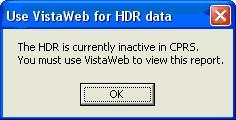 Use VistaWeb for HDR data
The HDR is currently inactive in CPRS.
You must use VistaWeb to view this report.
OK